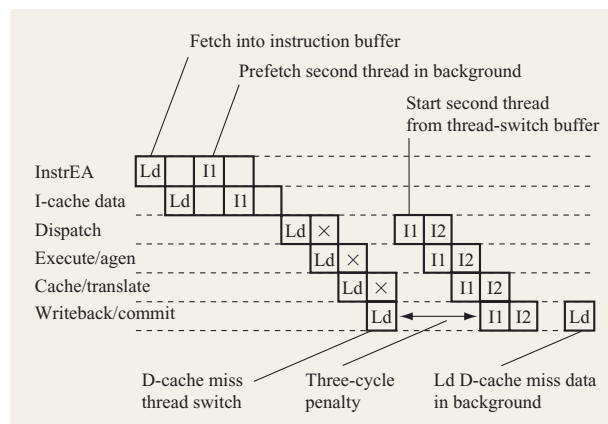 Fetch into instruction buffer
Prefetch second thread in background
Start second thread
from thread-switch buffer
InstrEA
Ld I1
I-cache data
Ld I1
Dispatch
Ld × I1 I2
Execute/agen
Ld × I1 I2
Cache/translate
Ld × I1 I2
Writeback/commit
Ld I1 I2 Ld
D-cache miss
thread switch
Three-cycle
penalty
Ld D-cache miss data
in background